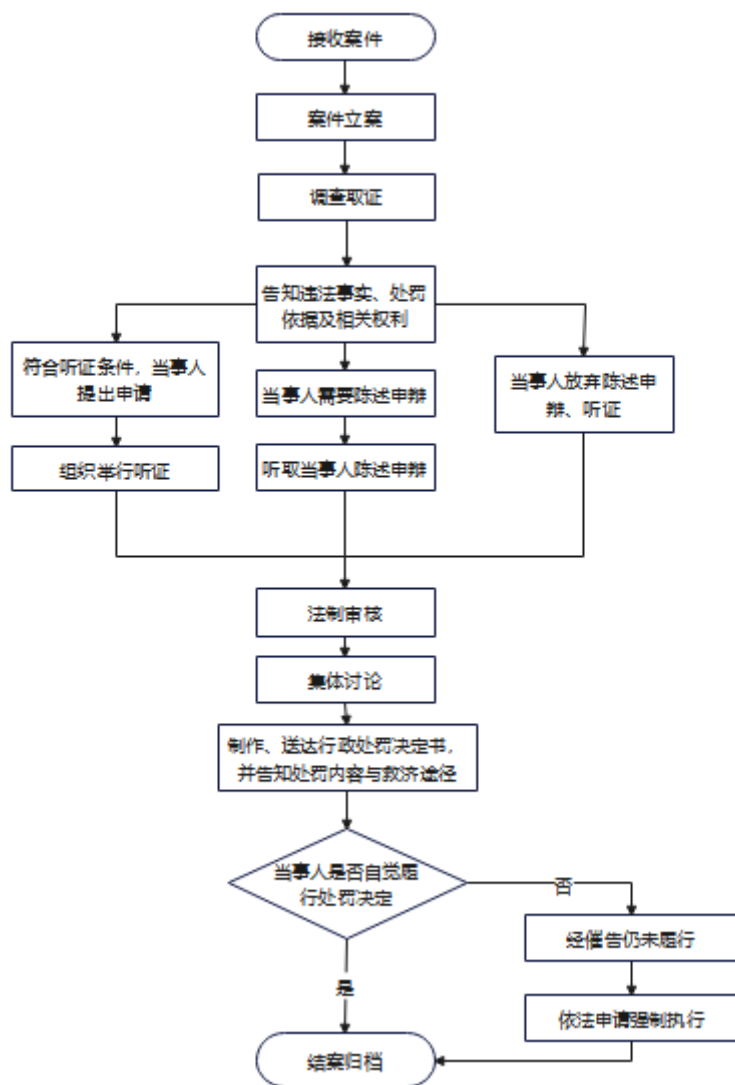 接收案件
案件立案
调查取证
告知违法事实、处罚
依据及相关权利
符合听证条件，当事人
提出申请
当事人需要陈述申辩
当事人放弃陈述申
辩、听证
组织举行听证
听取当事人陈述申辩
法制审核
集体讨论
制作、送达行政处罚决定书，
并告知处罚内容与救济途径
当事人是否自觉履
行处罚决定
否
经催告仍未履行
是
依法申请强制执行
结案归档